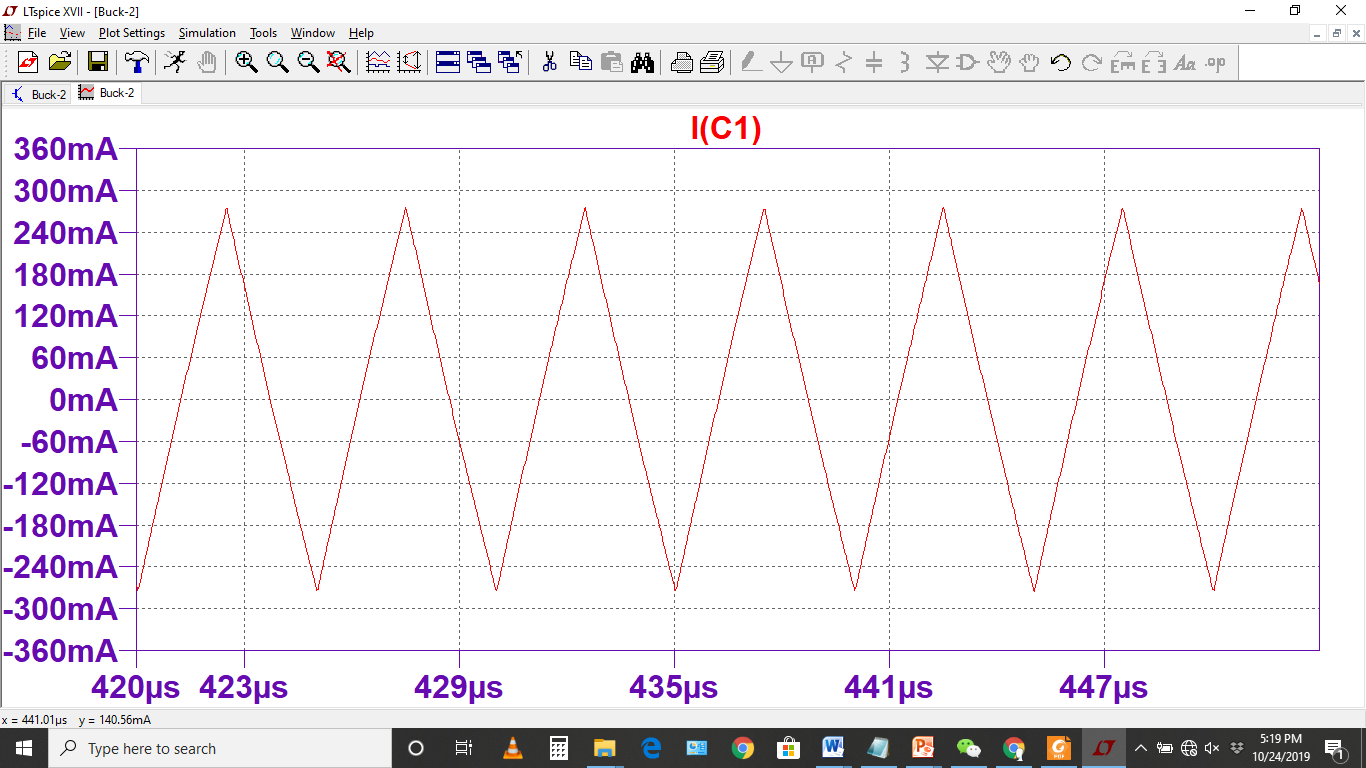 LTspice XVII - [Buck-2]
File View Plot Settings Simulation Tools Window Help
Buck-2 Buck-2
I(C1)
360mA
300mA
240mA
180mA
120mA
60mA
0mA
-60mA
-120mA
-180mA
-240mA
-300mA
-360mA
420µs 423µs 429µs 435µs 441µs 447µs
x = 441.01µs y = 140.56mA
Type here to search
5:19 PM
10/24/2019
1